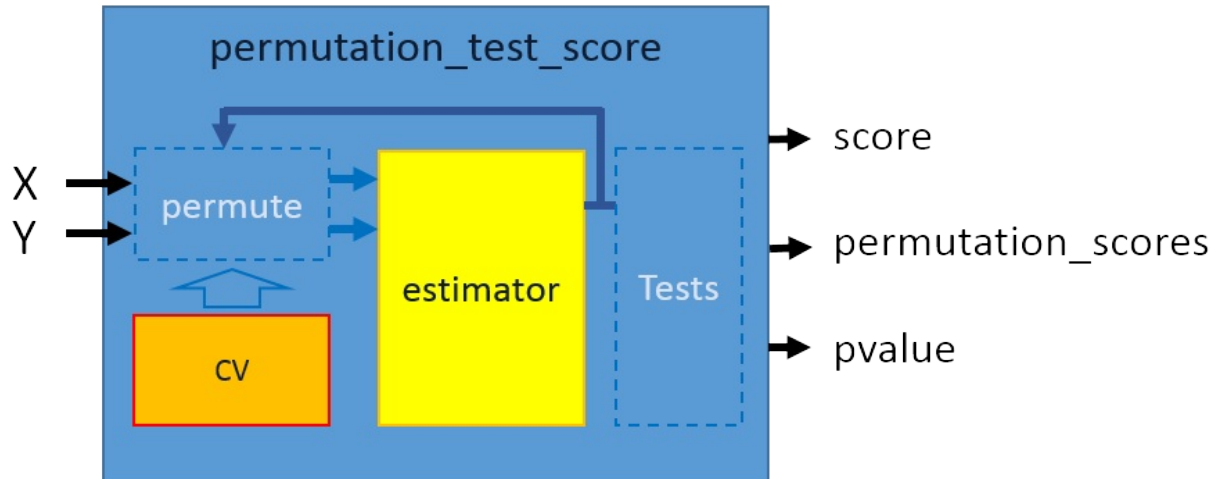 permutation_test_score
X
Y
permute
cv
estimator
Tests
score
permutation_scores
pvalue